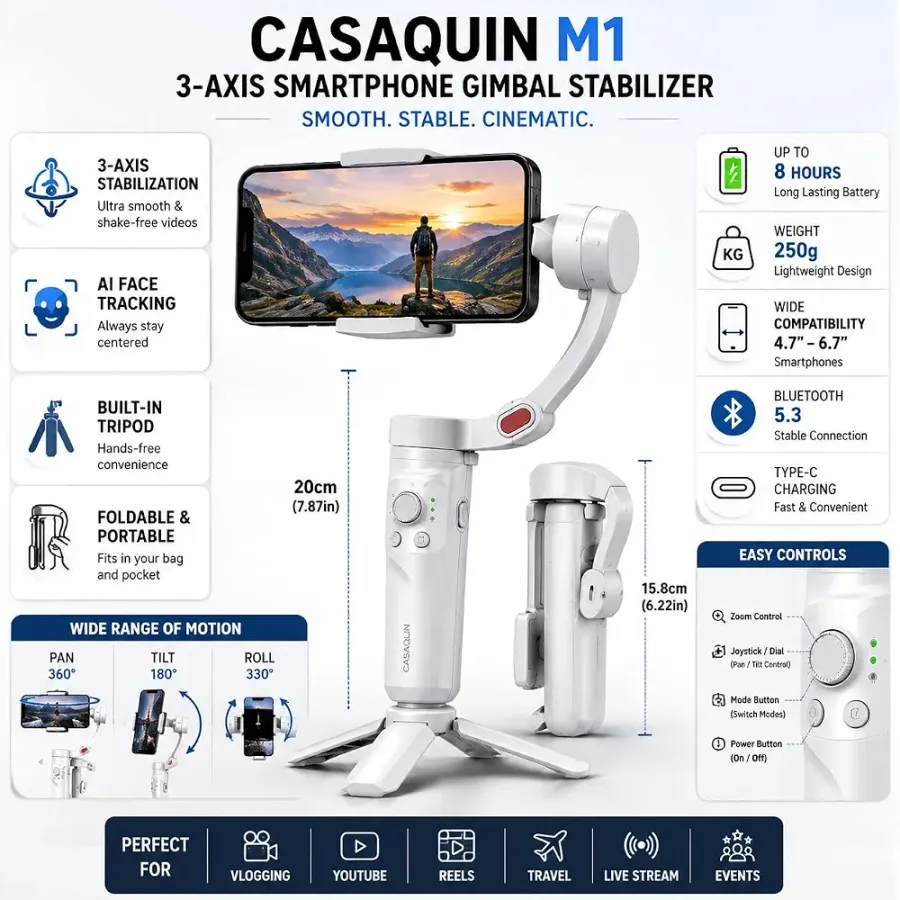 CASAQUIN M1
3-AXIS SMARTPHONE GIMBAL STABILIZER
SMOOTH. STABLE. CINEMATIC.
3-AXIS
STABILIZATION
Ultra smooth &
shake-free videos
AI FACE
TRACKING
Always stay
centered
BUILT-IN
TRIPOD
Hands-free
convenience
FOLDABLE &
PORTABLE
Fits in your bag
and pocket
UP TO
8 HOURS
Long Lasting Battery
KG
WEIGHT
250g
Lightweight Design
WIDE
COMPATIBILITY
4.7" – 6.7"
Smartphones
BLUETOOTH
5.3
Stable Connection
TYPE-C
CHARGING
Fast & Convenient
20cm
(7.87in)
15.8cm
(6.22in)
CASAQUIN
WIDE RANGE OF MOTION
PAN
360°
TILT
180°
ROLL
330°
EASY CONTROLS
Zoom Control
Joystick / Dial
(Pan / Tilt Control)
Mode Button
(Switch Modes)
Power Button
(On / Off)
PERFECT
FOR
VLOGGING
YOUTUBE
REELS
TRAVEL
LIVE STREAM
EVENTS